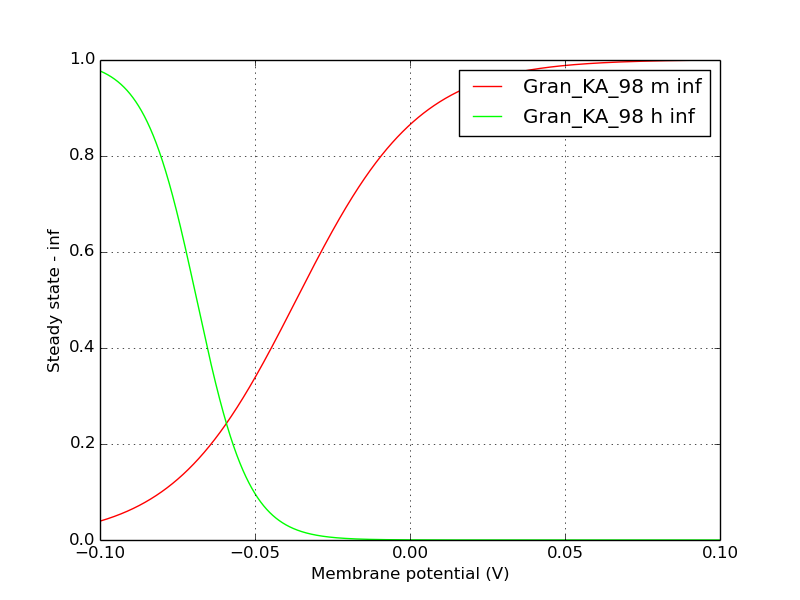 Gran_KA_98 m inf
Gran_KA_98 h inf
1.0
0.8
0.6
0.4
0.2
0.0
Steady state - inf
−0.10
−0.05
0.00
0.05
0.10
Membrane potential (V)